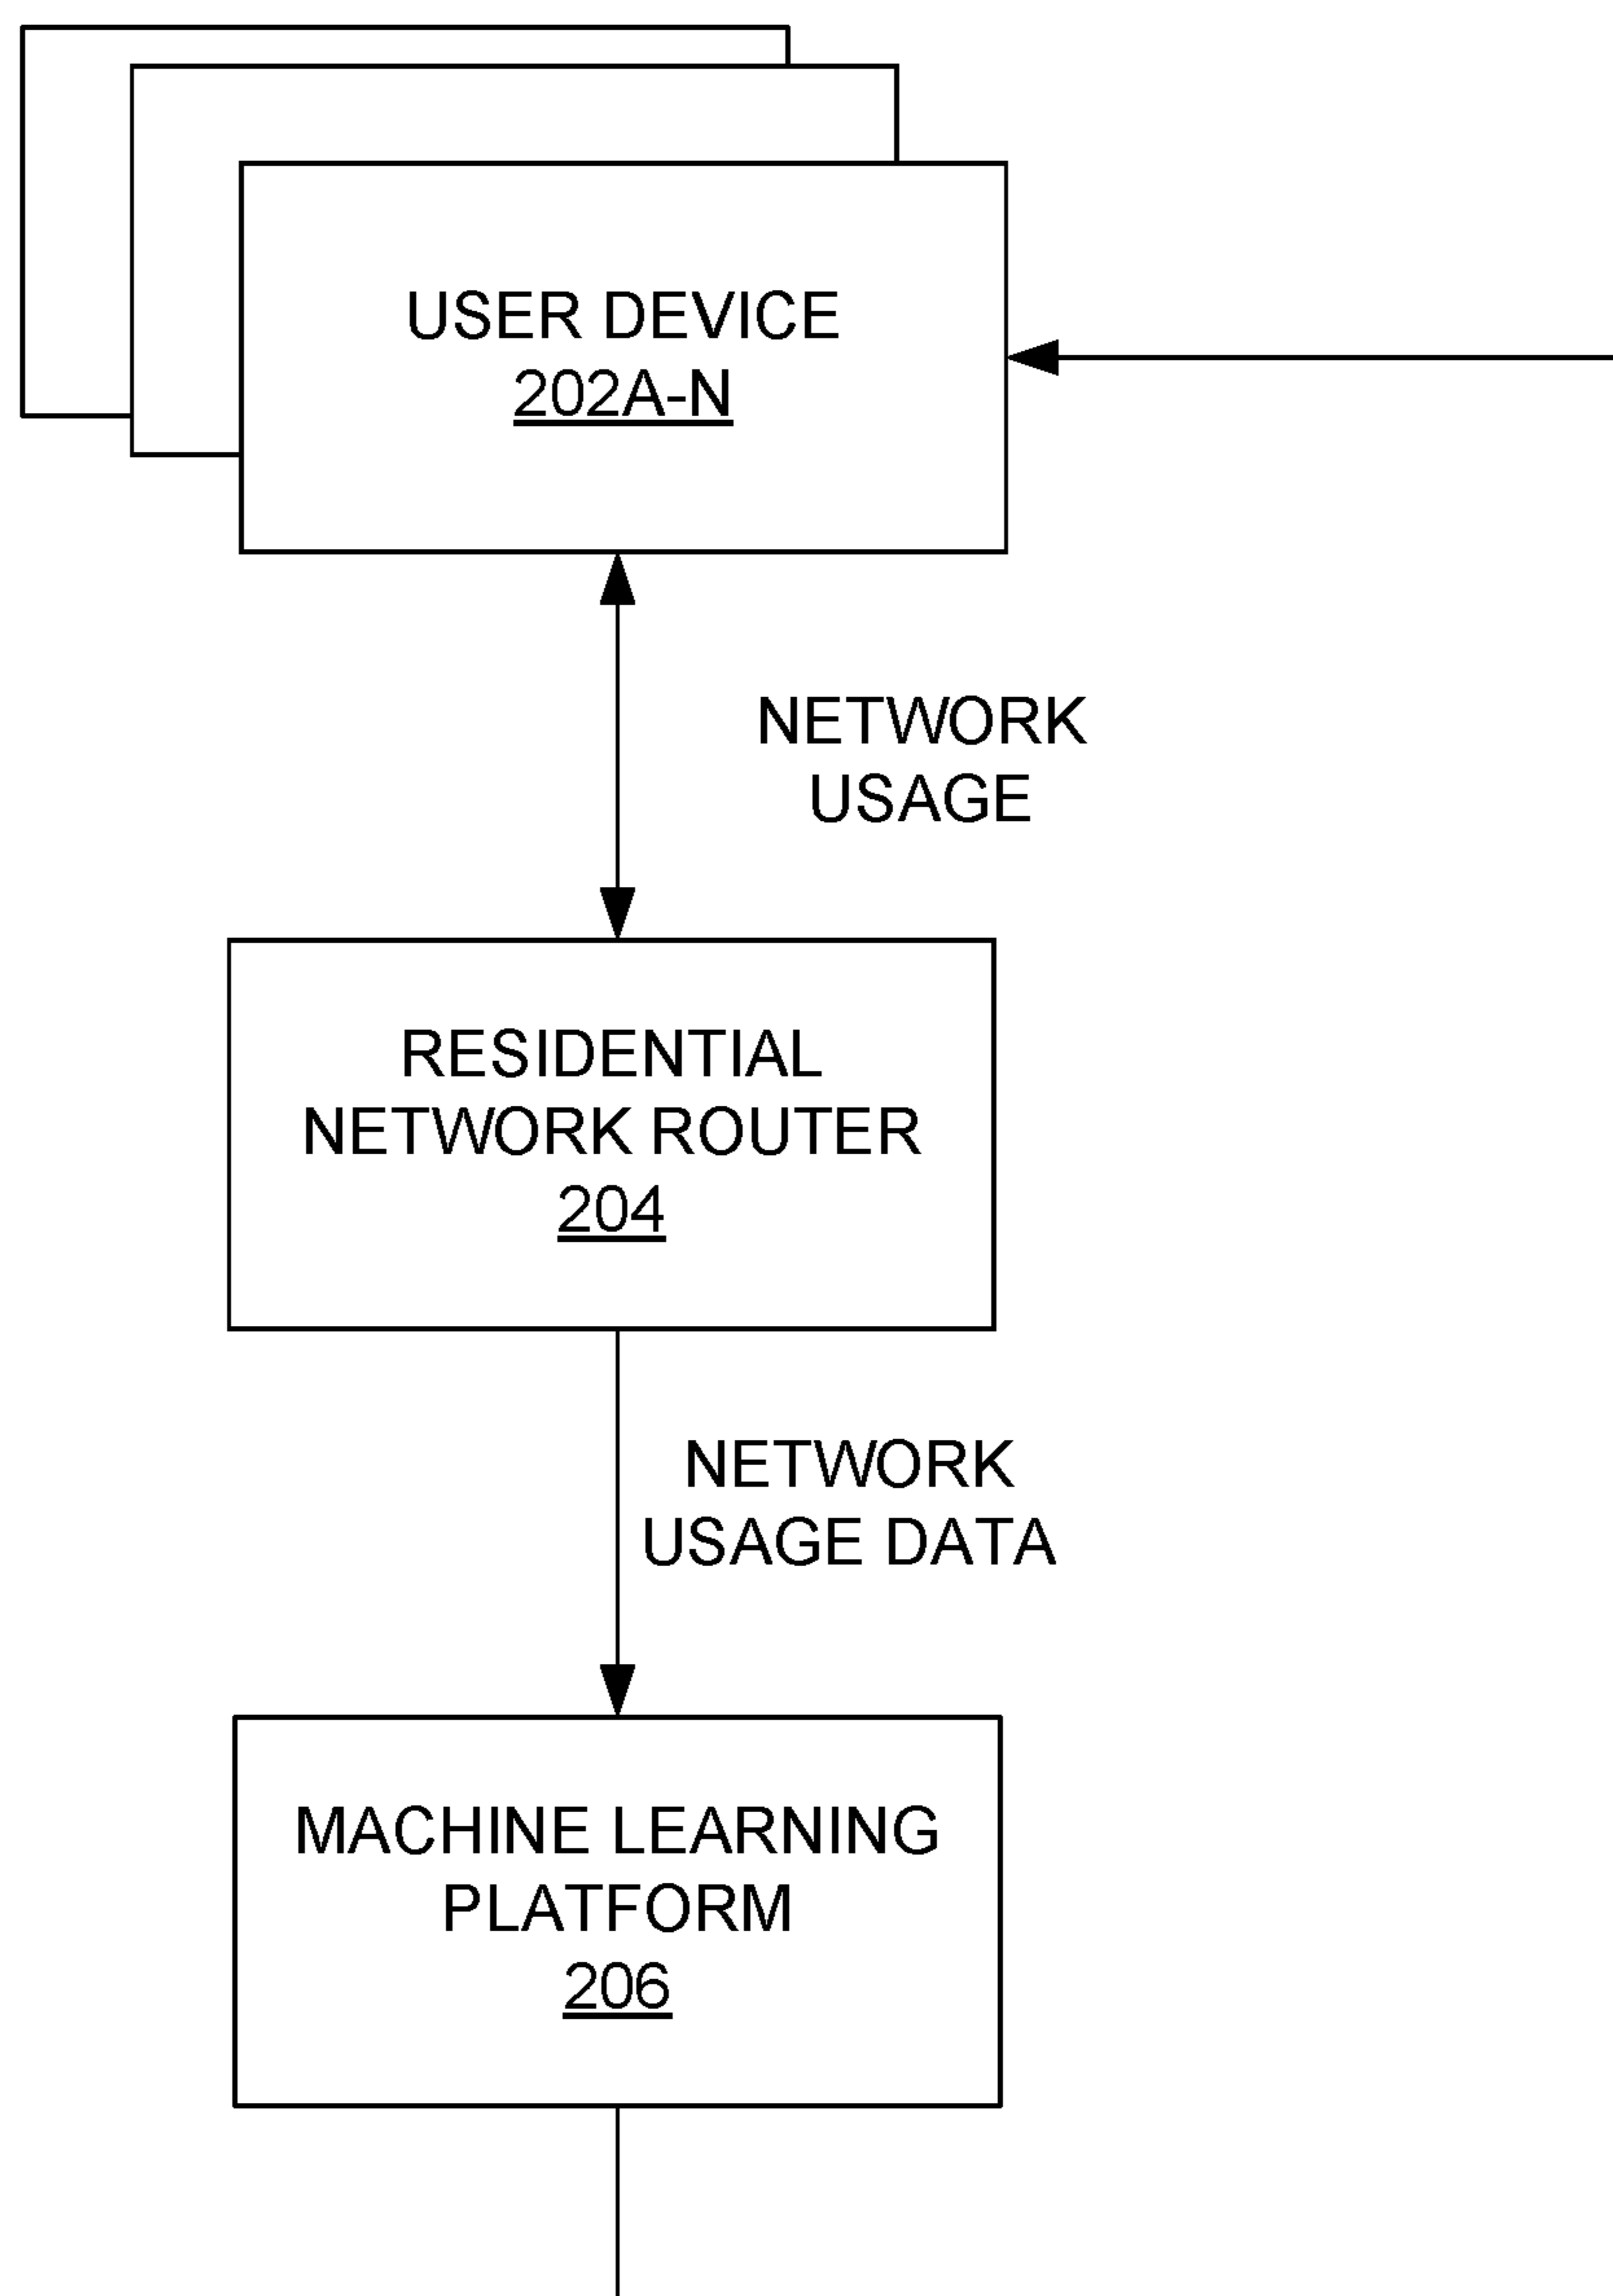 USER DEVICE
202A-N
NETWORK
USAGE
RESIDENTIAL
NETWORK ROUTER
204
NETWORK
USAGE DATA
MACHINE LEARNING
PLATFORM
206